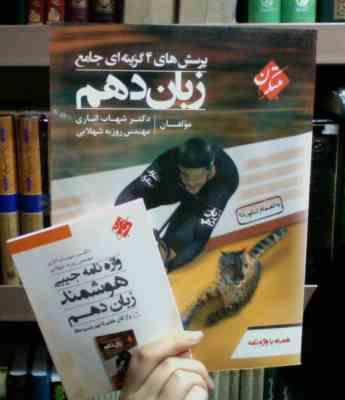 پرسش های ۴ گزینه ای جامع
زبان دهم
مؤلفان
دکتر شهاب اناری
مهندس روزبه شهلایی
مبتکران
همراه با واژه نامه
واژه نامه جیبی
هوشمند
زبان دهم